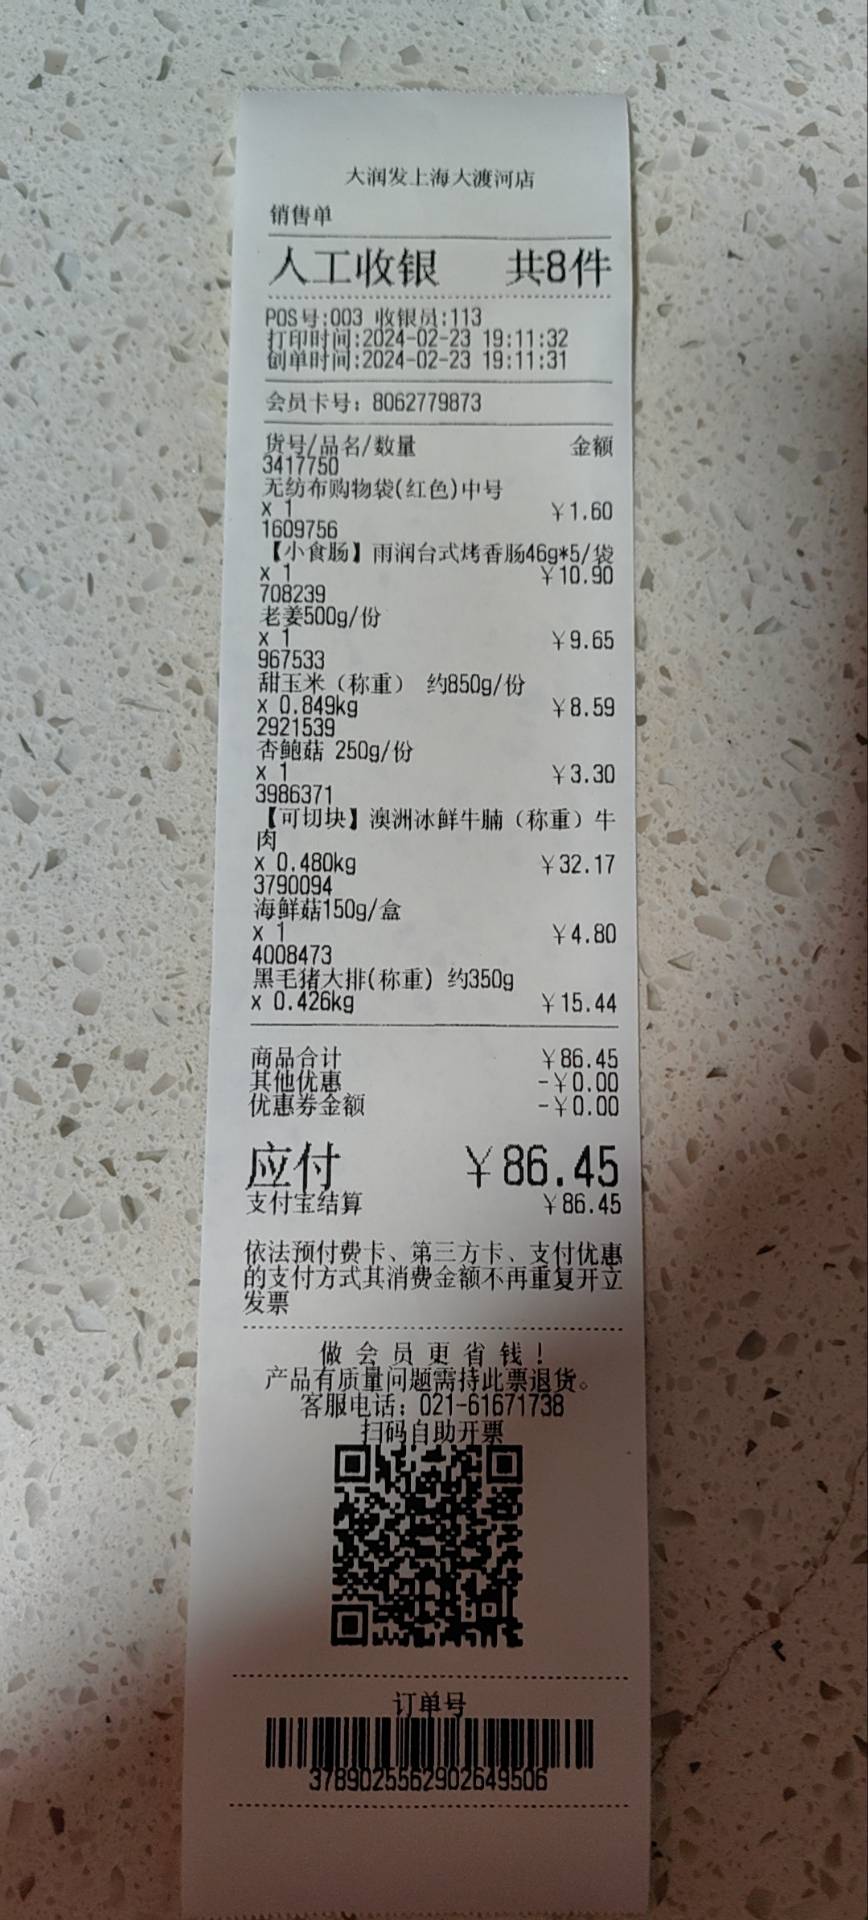 大润发上海大渡河店
销售单
人工收银 共8件
POS号:003 收银员:113
打印时间:2024-02-23 19:11:32
创单时间:2024-02-23 19:11:31
会员卡号：8062779873
货号/品名/数量 金额
3417750
无纺布购物袋(红色)中号
x 1 ￥1.60
1609756
【小食肠】雨润台式烤香肠46g*5/袋
x 1 ￥10.90
708239
老姜500g/份
x 1 ￥9.65
967533
甜玉米（称重） 约850g/份
x 0.849kg ￥8.59
2921539
杏鲍菇 250g/份
x 1 ￥3.30
3986371
【可切块】澳洲冰鲜牛腩（称重）牛
肉
x 0.480kg ￥32.17
3790094
海鲜菇150g/盒
x 1 ￥4.80
4008473
黑毛猪大排(称重) 约350g
x 0.426kg ￥15.44
商品合计 ￥86.45
其他优惠 -￥0.00
优惠券金额 -￥0.00
应付 ￥86.45
支付宝结算 ￥86.45
依法预付费卡、第三方卡、支付优惠
的支付方式其消费金额不再重复开立
发票
做会员更省钱！
产品有质量问题需持此票退货。
客服电话：021-61671738
扫码自助开票
订单号
3789025562902649506